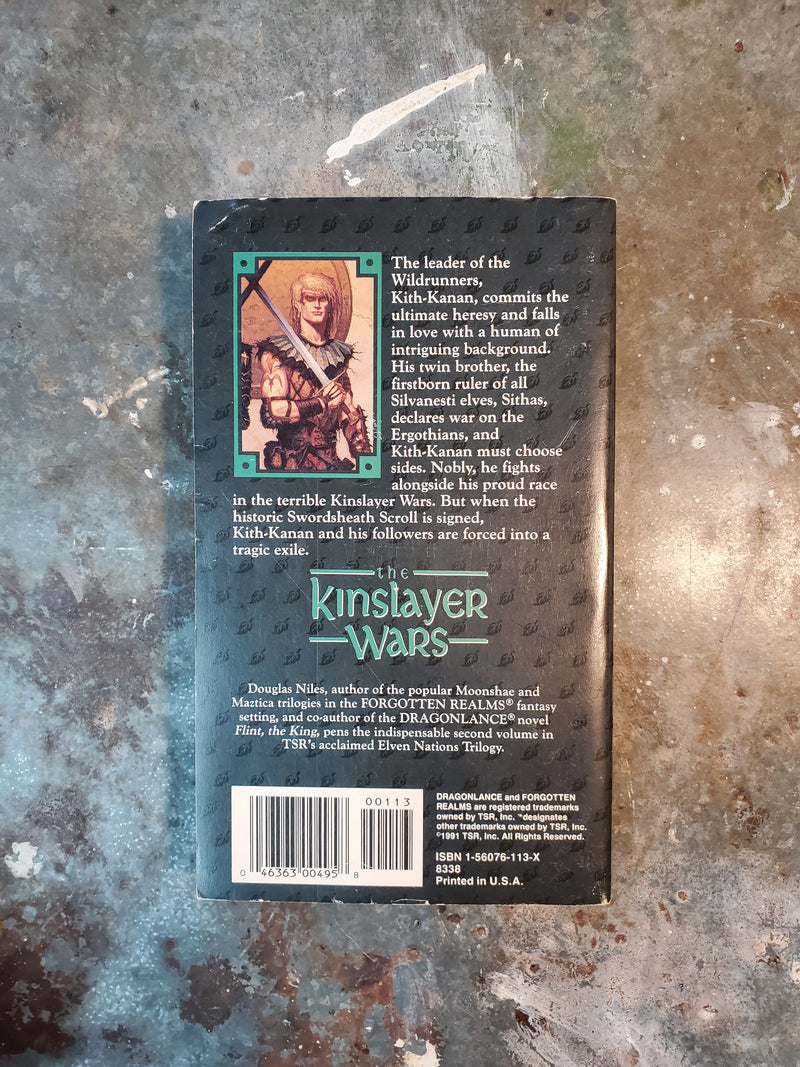 The leader of the
Wildrunners,
Kith-Kanan, commits the
ultimate heresy and falls
in love with a human of
intriguing background.
His twin brother, the
firstborn ruler of all
Silvanesti elves, Sithas,
declares war on the
Ergothians, and
Kith-Kanan must choose
sides. Nobly, he fights
alongside his proud race
in the terrible Kinslayer Wars. But when the
historic Swordsheath Scroll is signed,
Kith-Kanan and his followers are forced into a
tragic exile.
the
Kinslayer
Wars
Douglas Niles, author of the popular Moonshae and
Maztica trilogies in the FORGOTTEN REALMS® fantasy
setting, and co-author of the DRAGONLANCE® novel
Flint, the King, pens the indispensable second volume in
TSR's acclaimed Elven Nations Trilogy.
00113
0 46363 00495 8
DRAGONLANCE and FORGOTTEN
REALMS are registered trademarks
owned by TSR, Inc. ™designates
other trademarks owned by TSR, Inc.
©1991 TSR, Inc. All Rights Reserved.
ISBN 1-56076-113-X
8338
Printed in U.S.A.